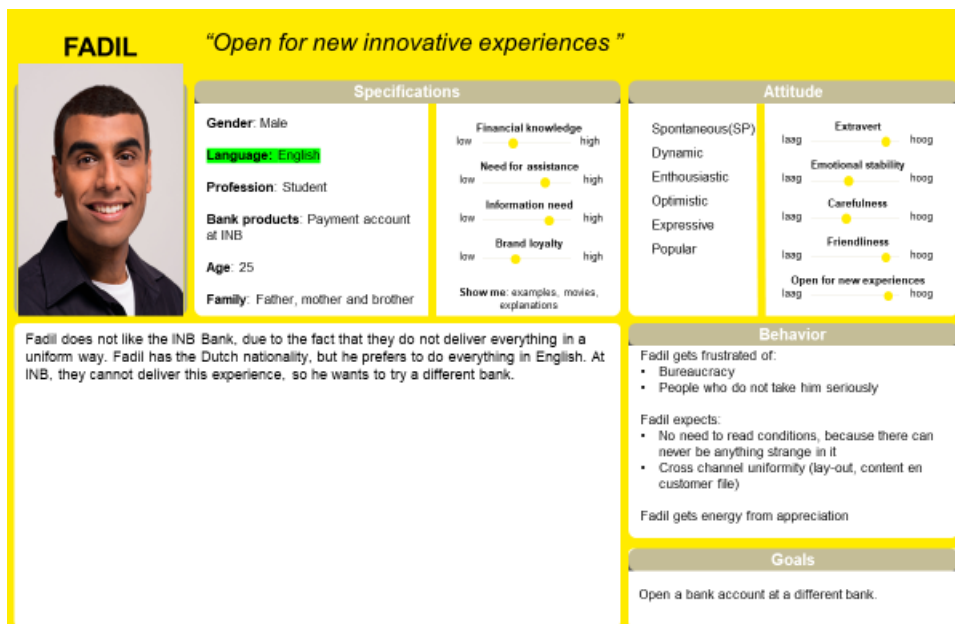 FADIL
“Open for new innovative experiences ”
Specifications
Gender: Male
Language: English
Profession: Student
Bank products: Payment account
at INB
Age: 25
Family: Father, mother and brother
Financial knowledge
low high
Need for assistance
low high
Information need
low high
Brand loyalty
low high
Show me: examples, movies,
explanations
Attitude
Spontaneous(SP)
Dynamic
Enthousiastic
Optimistic
Expressive
Popular
Extravert
laag hoog
Emotional stability
laag hoog
Carefulness
laag hoog
Friendliness
laag hoog
Open for new experiences
laag hoog
Fadil does not like the INB Bank, due to the fact that they do not deliver everything in a
uniform way. Fadil has the Dutch nationality, but he prefers to do everything in English. At
INB, they cannot deliver this experience, so he wants to try a different bank.
Behavior
Fadil gets frustrated of:
• Bureaucracy
• People who do not take him seriously
Fadil expects:
• No need to read conditions, because there can
never be anything strange in it
• Cross channel uniformity (lay-out, content en
customer file)
Fadil gets energy from appreciation
Goals
Open a bank account at a different bank.